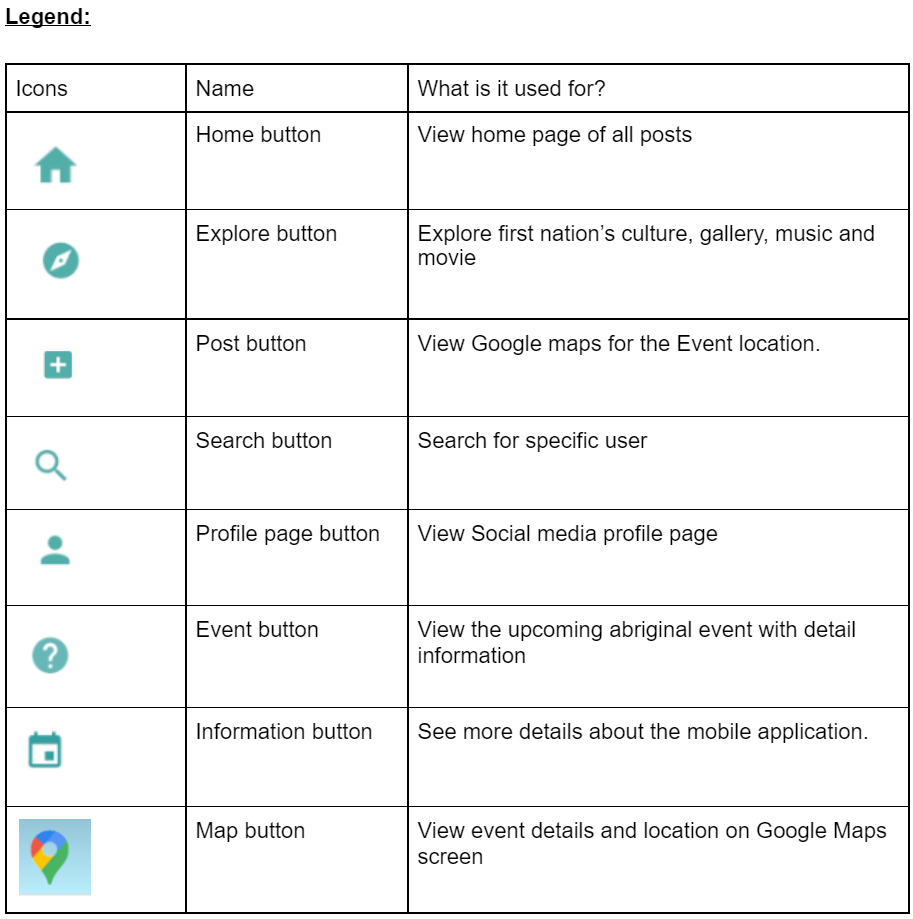 Legend:
Icons Name What is it used for?
Home button View home page of all posts
Explore button Explore first nation’s culture, gallery, music and
movie
Post button View Google maps for the Event location.
Search button Search for specific user
Profile page button View Social media profile page
Event button View the upcoming abriginal event with detail
information
Information button See more details about the mobile application.
Map button View event details and location on Google Maps
screen